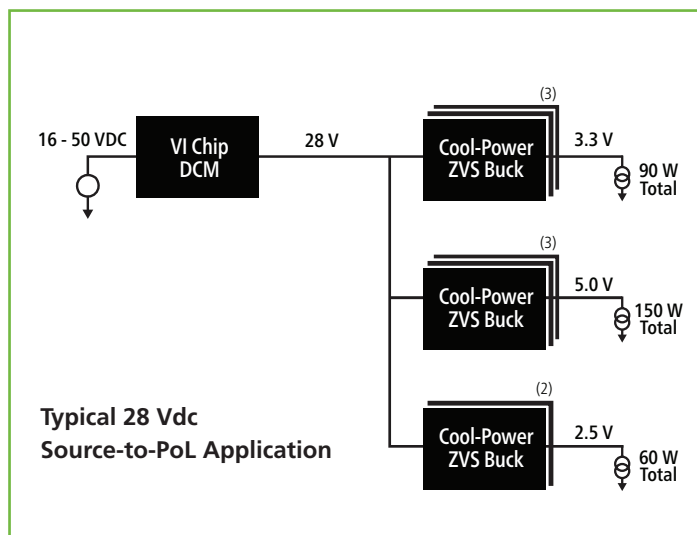 16 - 50 VDC
VI Chip
DCM
28 V
(3)
Cool-Power
ZVS Buck
3.3 V
90 W
Total
(3)
Cool-Power
ZVS Buck
5.0 V
150 W
Total
(2)
Cool-Power
ZVS Buck
2.5 V
60 W
Total
Typical 28 Vdc
Source-to-PoL Application